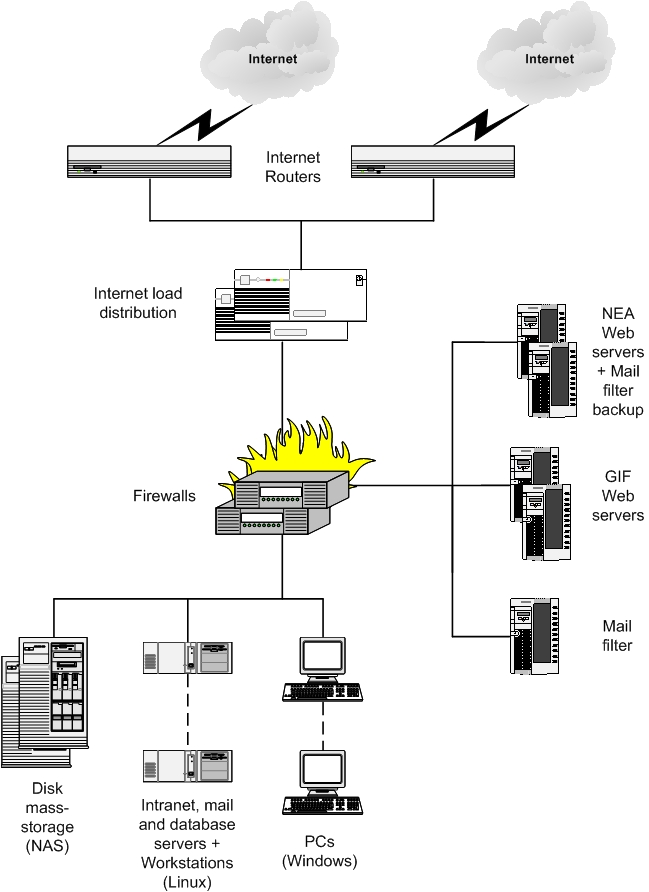 Internet
Internet
Internet
Routers
Internet load
distribution
NEA
Web
servers
+ Mail
filter
backup
Firewalls
GIF
Web
servers
Mail
filter
Disk
mass-
storage
(NAS)
Intranet, mail
and database
servers +
Workstations
(Linux)
PCs
(Windows)